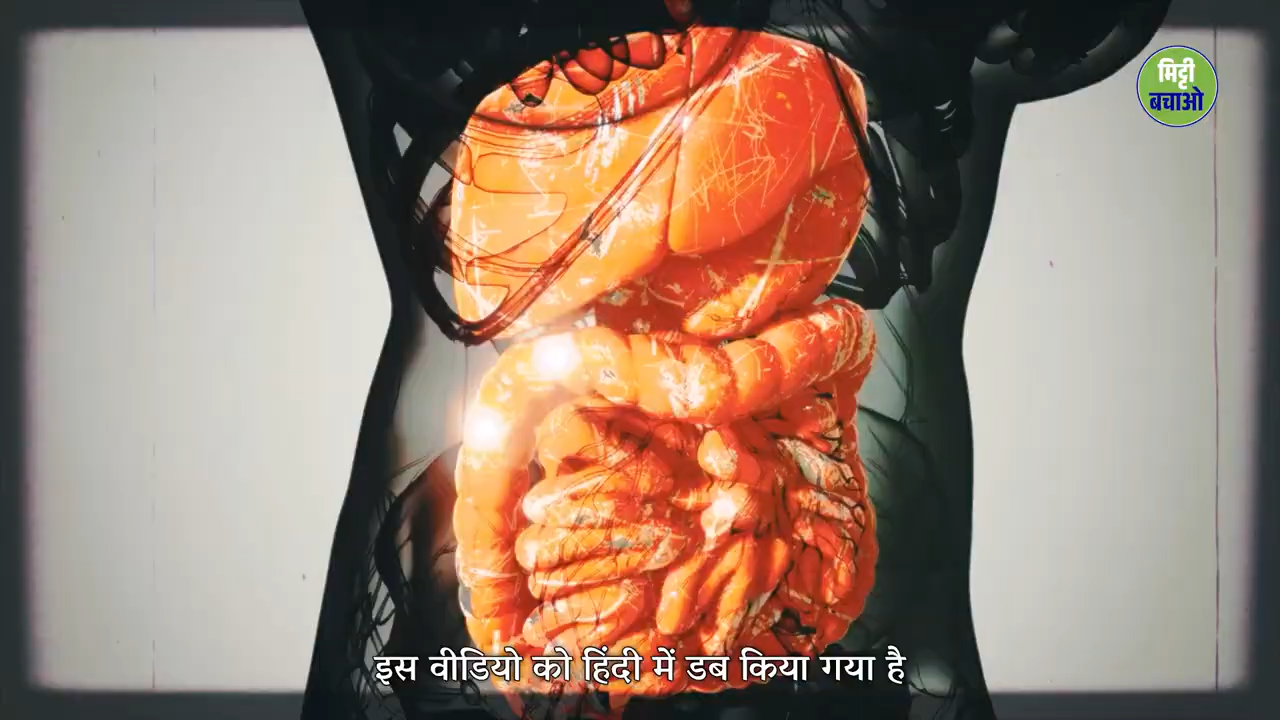 मिट्टी
बचाओ
इस वीडियो को हिंदी में डब किया गया है